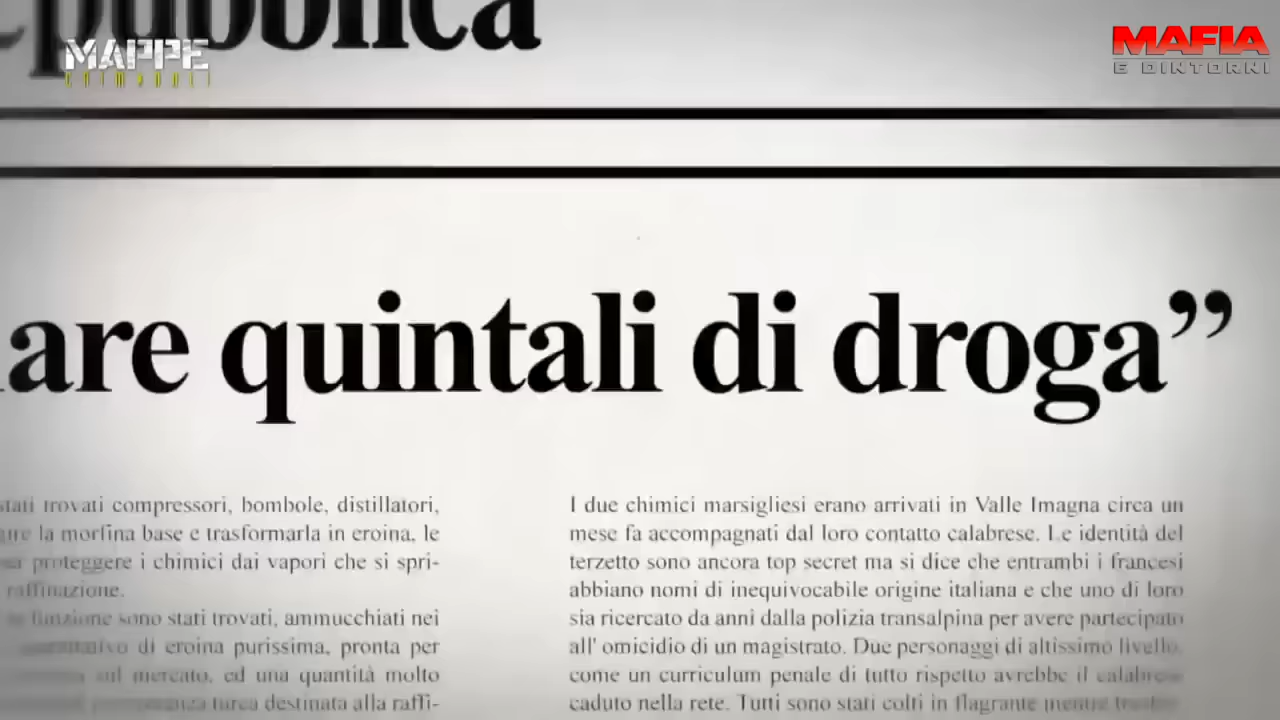 MAPPE
CRIMINALI
MAFIA
E DINTORNI
pubblica
are quintali di droga”
stati trovati compressori, bombole, distillatori,
la morfina base e trasformarla in eroina, le
proteggere i chimici dai vapori che si spri-
raffinazione.
funzione sono stati trovati, ammucchiati nei
di eroina purissima, pronta per
sul mercato, ed una quantità molto
turca destinata alla raffi-
I due chimici marsigliesi erano arrivati in Valle Imagna circa un
mese fa accompagnati dal loro contatto calabrese. Le identità del
terzetto sono ancora top secret ma si dice che entrambi i francesi
abbiano nomi di inequivocabile origine italiana e che uno di loro
sia ricercato da anni dalla polizia transalpina per avere partecipato
all' omicidio di un magistrato. Due personaggi di altissimo livello,
come un curriculum penale di tutto rispetto avrebbe il calabrese
caduto nella rete. Tutti sono stati colti in flagrante mentre